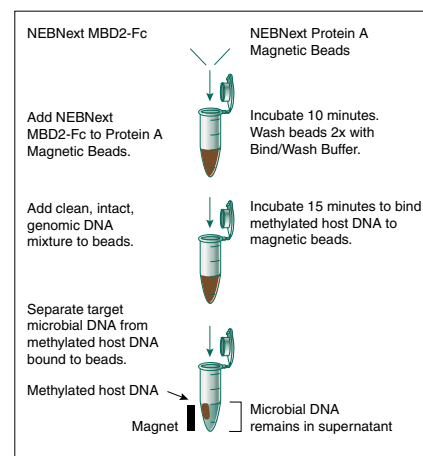 NEBNext MBD2-Fc
NEBNext Protein A
Magnetic Beads
Add NEBNext
MBD2-Fc to Protein A
Magnetic Beads.
Incubate 10 minutes.
Wash beads 2x with
Bind/Wash Buffer.
Add clean, intact,
genomic DNA
mixture to beads.
Incubate 15 minutes to bind
methylated host DNA to
magnetic beads.
Separate target
microbial DNA from
methylated host DNA
bound to beads.
Methylated host DNA
Magnet
Microbial DNA
remains in supernatant